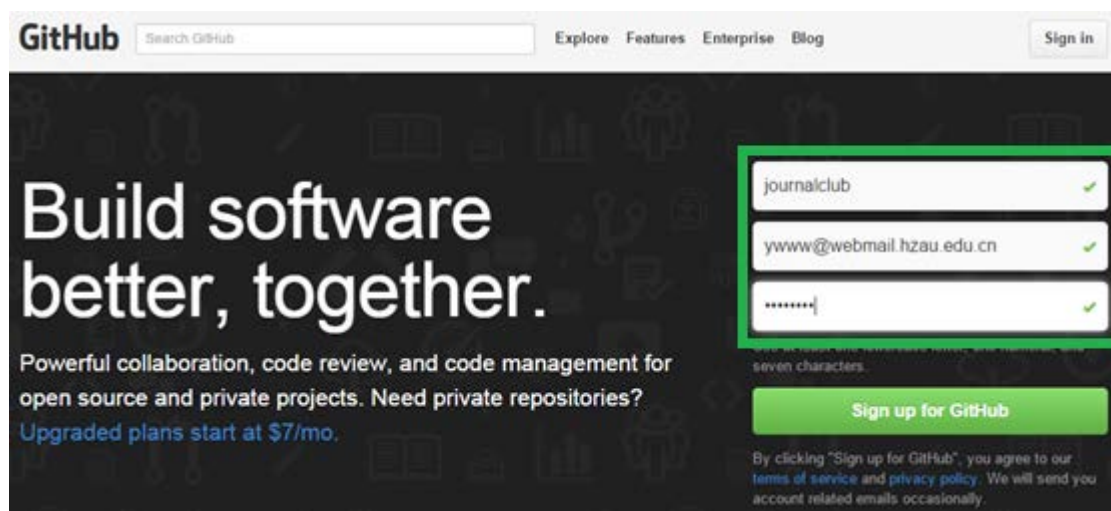 GitHub
Search GitHub
Explore Features Enterprise Blog
Sign in
journalclub
ywww@webmail.hzau.edu.cn
••••••••
Build software
better, together.
Powerful collaboration, code review, and code management for
open source and private projects. Need private repositories?
Upgraded plans start at $7/mo.
seven characters.
Sign up for GitHub
By clicking "Sign up for GitHub", you agree to our
terms of service and privacy policy. We will send you
account related emails occasionally.